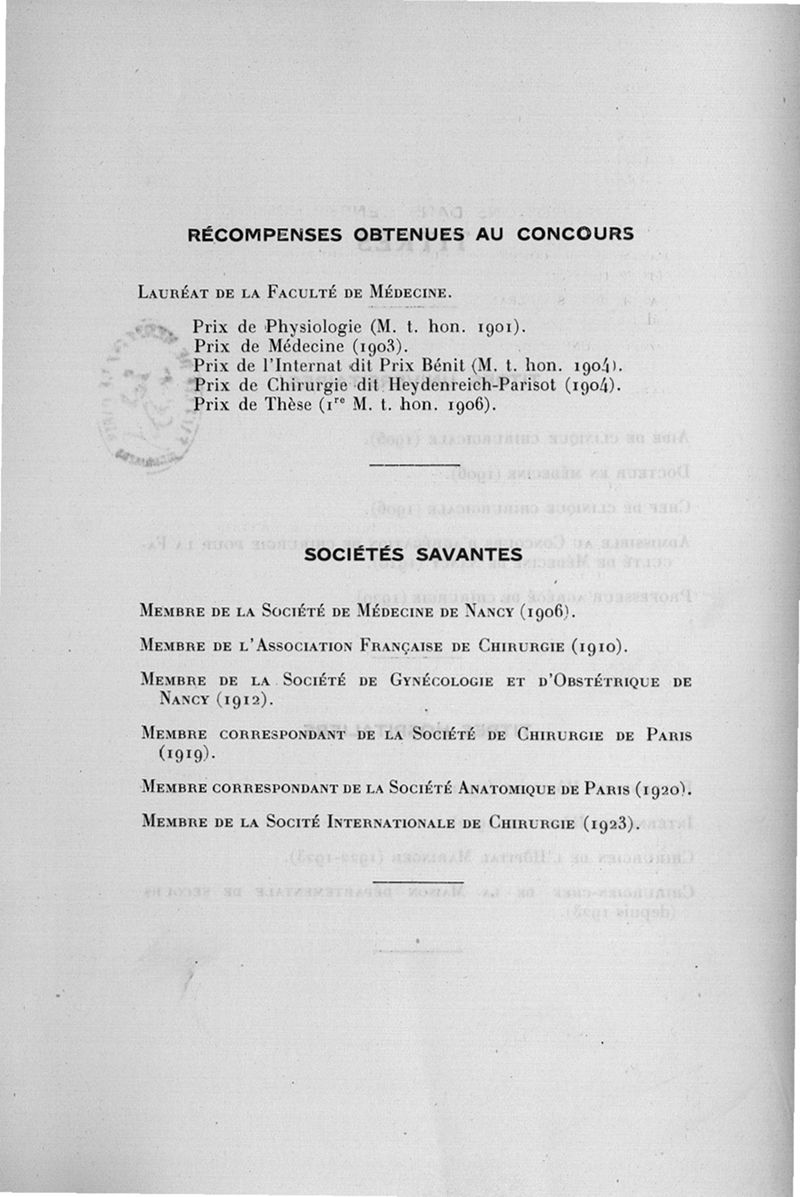 RÉCOMPENSES OBTENUES AU CONCOURS
LAURÉAT DE LA FACULTÉ DE MÉDECINE.
Prix de Physiologie (M. t. hon. 1901).
Prix de Médecine (1903).
Prix de l'Internat dit Prix Bénit (M. t. hon. 1904).
Prix de Chirurgie dit Heydenreich-Parisot (1904).
Prix de Thèse (1re M. t. hon. 1906).
SOCIÉTÉS SAVANTES
MEMBRE DE LA SOCIÉTÉ DE MÉDECINE DE NANCY (1906).
MEMBRE DE L'ASSOCIATION FRANÇAISE DE CHIRURGIE (1910).
MEMBRE DE LA SOCIÉTÉ DE GYNÉCOLOGIE ET D'OBSTÉTRIQUE DE
NANCY (1912).
MEMBRE CORRESPONDANT DE LA SOCIÉTÉ DE CHIRURGIE DE PARIS
(1919).
MEMBRE CORRESPONDANT DE LA SOCIÉTÉ ANATOMIQUE DE PARIS (1920).
MEMBRE DE LA SOCITÉ INTERNATIONALE DE CHIRURGIE (1923).